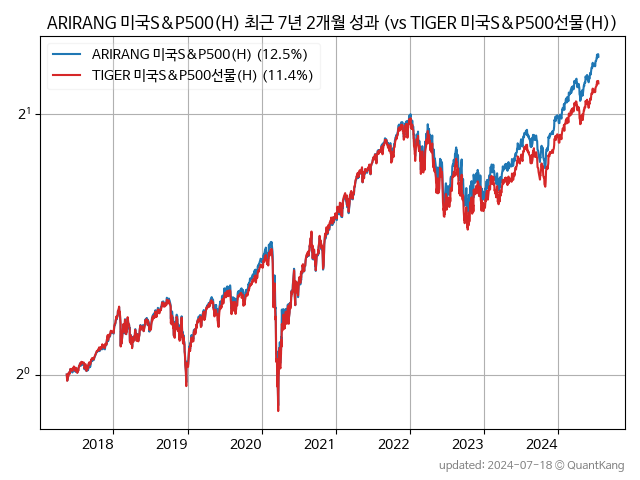 ARIRANG 미국S&P500(H) 최근 7년 2개월 성과 (vs TIGER 미국S&P500선물(H))
ARIRANG 미국S&P500(H) (12.5%)
TIGER 미국S&P500선물(H) (11.4%)
2¹
2⁰
2018 2019 2020 2021 2022 2023 2024
updated: 2024-07-18 © QuantKang